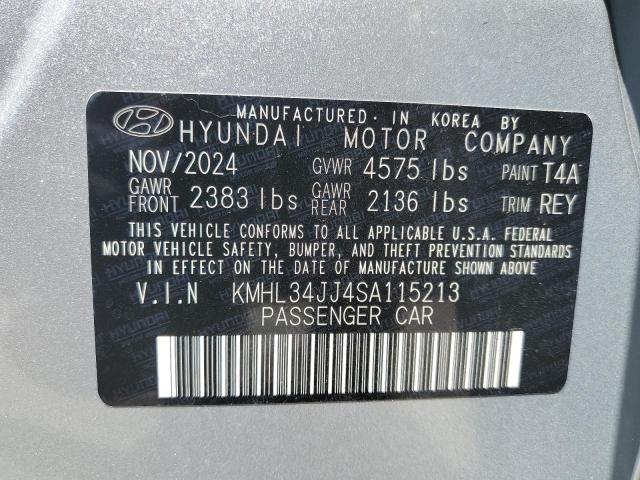 MANUFACTURED · IN KOREA BY
HYUNDAI MOTOR COMPANY
NOV/2024 GVWR 4575 lbs PAINT T4A
GAWR FRONT 2383 lbs GAWR REAR 2136 lbs TRIM REY
THIS VEHICLE CONFORMS TO ALL APPLICABLE U.S.A. FEDERAL
MOTOR VEHICLE SAFETY, BUMPER, AND THEFT PREVENTION STANDARDS
IN EFFECT ON THE DATE OF MANUFACTURE SHOWN ABOVE
V.I.N KMHL34JJ4SA115213
PASSENGER CAR